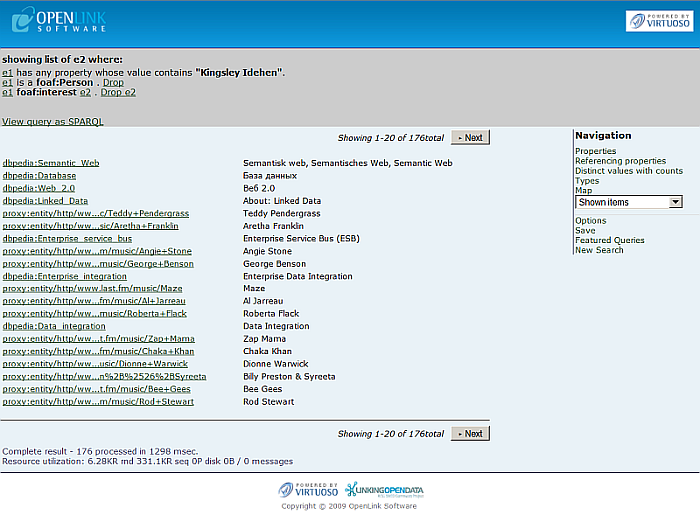 OPENLINK
SOFTWARE
POWERED BY
VIRTUOSO
showing list of e2 where:
e1 has any property whose value contains "Kingsley Idehen".
e1 is a foaf:Person . Drop
e1 foaf:interest e2 . Drop e2
View query as SPARQL
Showing 1-20 of 176total Next
dbpedia:Semantic_Web Semantisk web, Semantisches Web, Semantic Web
dbpedia:Database База данных
dbpedia:Web_2.0 Веб 2.0
dbpedia:Linked_Data About: Linked Data
proxy:entity/http/ww...c/Teddy+Pendergrass Teddy Pendergrass
proxy:entity/http/ww...sic/Aretha+Franklin Aretha Franklin
dbpedia:Enterprise_service_bus Enterprise Service Bus (ESB)
proxy:entity/http/ww...m/music/Angie+Stone Angie Stone
proxy:entity/http/ww...music/George+Benson George Benson
dbpedia:Enterprise_integration Enterprise Data Integration
proxy:entity/http/www.last.fm/music/Maze Maze
proxy:entity/http/ww...fm/music/Al+Jarreau Al Jarreau
proxy:entity/http/ww...music/Roberta+Flack Roberta Flack
dbpedia:Data_integration Data Integration
proxy:entity/http/ww...t.fm/music/Zap+Mama Zap Mama
proxy:entity/http/ww...fm/music/Chaka+Khan Chaka Khan
proxy:entity/http/ww...usic/Dionne+Warwick Dionne Warwick
proxy:entity/http/ww...n%2B%2526%2BSyreeta Billy Preston & Syreeta
proxy:entity/http/ww...t.fm/music/Bee+Gees Bee Gees
proxy:entity/http/ww...m/music/Rod+Stewart Rod Stewart
Showing 1-20 of 176total Next
Navigation
Properties
Referencing properties
Distinct values with counts
Types
Map
Shown items
Options
Save
Featured Queries
New Search
Complete result - 176 processed in 1298 msec.
Resource utilization: 6.28KR rnd 331.1KR seq 0P disk 0B / 0 messages
POWERED BY
VIRTUOSO
LINKINGOPENDATA
Copyright © 2009 OpenLink Software